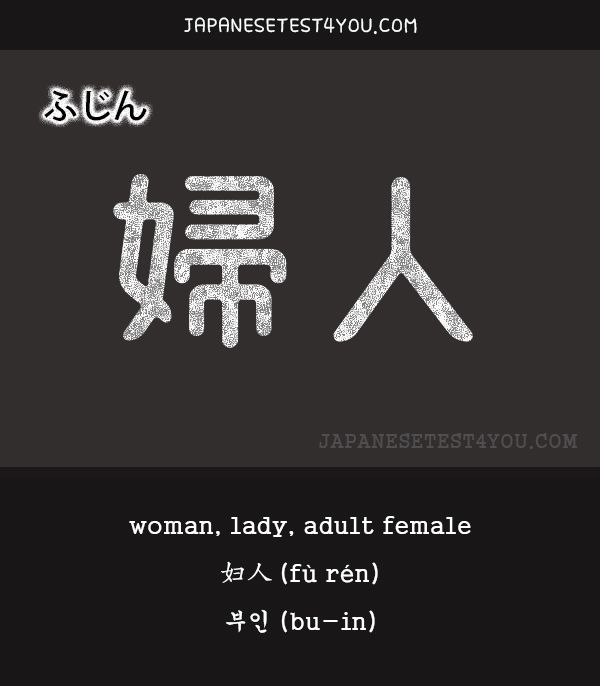 JAPANESETEST4YOU.COM
ふじん
婦人
JAPANESETEST4YOU.COM
woman, lady, adult female
妇人 (fù rén)
부인 (bu-in)